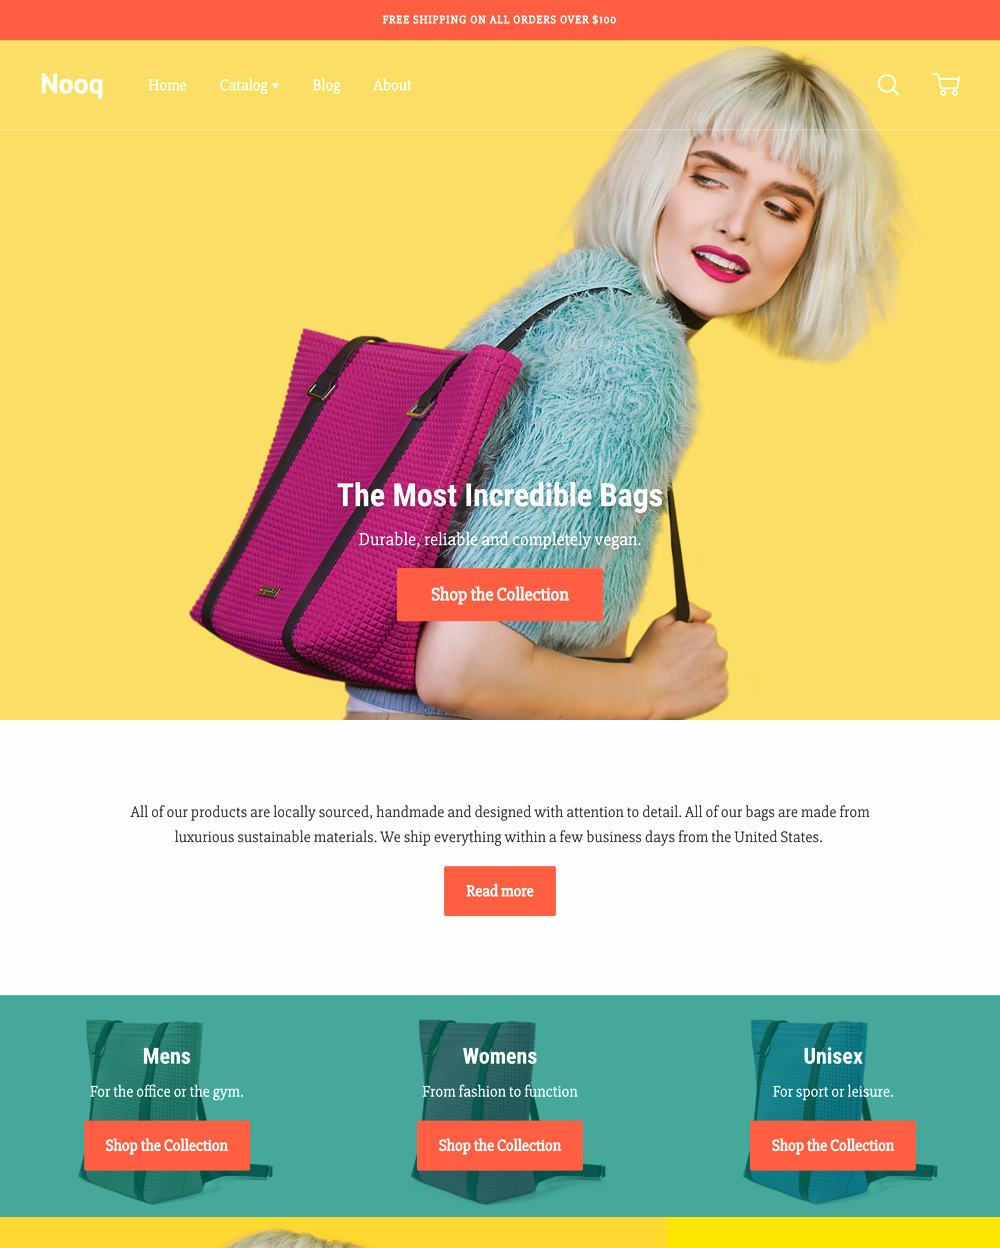 FREE SHIPPING ON ALL ORDERS OVER $100
Nooq
Home
Catalog ▾
Blog
About
The Most Incredible Bags
Durable, reliable and completely vegan.
Shop the Collection
All of our products are locally sourced, handmade and designed with attention to detail. All of our bags are made from
luxurious sustainable materials. We ship everything within a few business days from the United States.
Read more
Mens
For the office or the gym.
Shop the Collection
Womens
From fashion to function
Shop the Collection
Unisex
For sport or leisure.
Shop the Collection